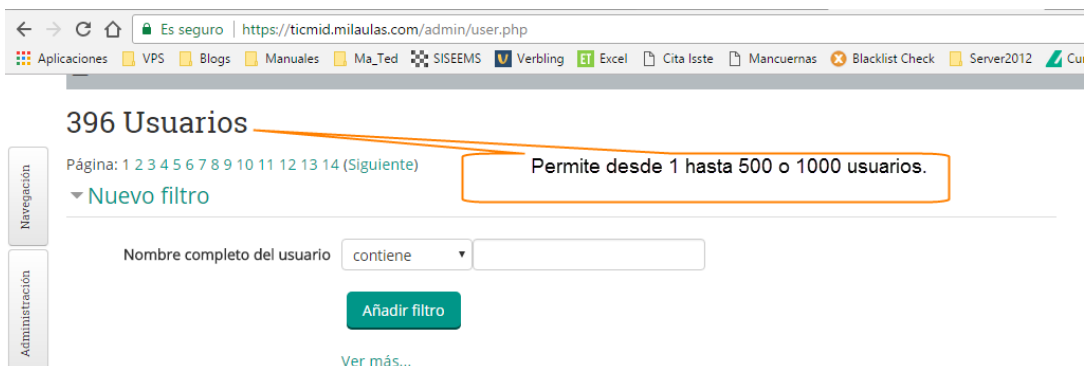 Es seguro | https://ticmid.milaulas.com/admin/user.php
Aplicaciones VPS Blogs Manuales Ma_Ted SISEEMS Verbling ET Excel Cita Isste Mancuernas Blacklist Check Server2012 Cur
396 Usuarios
Permite desde 1 hasta 500 o 1000 usuarios.
Página: 1 2 3 4 5 6 7 8 9 10 11 12 13 14 (Siguiente)
Nuevo filtro
Navegación
Nombre completo del usuario contiene
Administración
Añadir filtro
Ver más...